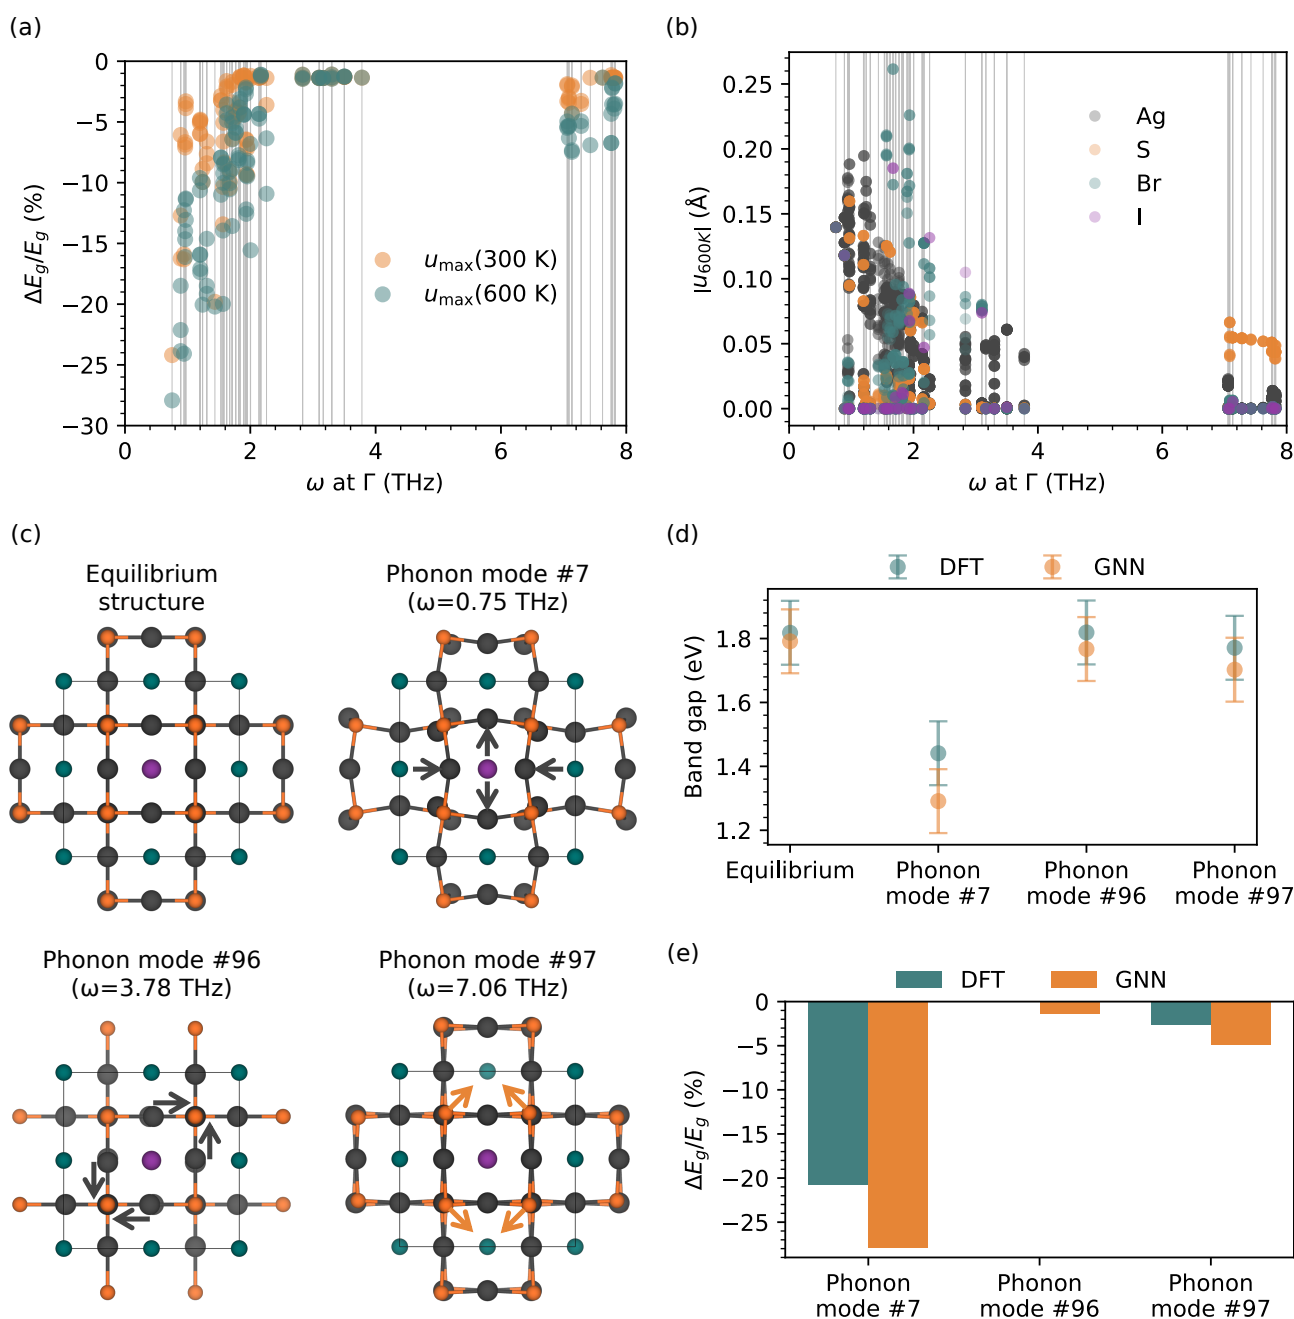 (a)
0
−5
−10
−15
−20
−25
−30
ΔE_g/E_g (%)
u_max(300 K)
u_max(600 K)
0 2 4 6 8
ω at Γ (THz)
(b)
0.25
0.20
0.15
0.10
0.05
0.00
|u_600K| (Å)
Ag
S
Br
I
0 2 4 6 8
ω at Γ (THz)
(c)
Equilibrium
structure
Phonon mode #7
(ω=0.75 THz)
Phonon mode #96
(ω=3.78 THz)
Phonon mode #97
(ω=7.06 THz)
(d)
DFT GNN
1.8
1.6
1.4
1.2
Band gap (eV)
Equilibrium
Phonon
mode #7
Phonon
mode #96
Phonon
mode #97
(e)
DFT GNN
0
−5
−10
−15
−20
−25
ΔE_g/E_g (%)
Phonon
mode #7
Phonon
mode #96
Phonon
mode #97